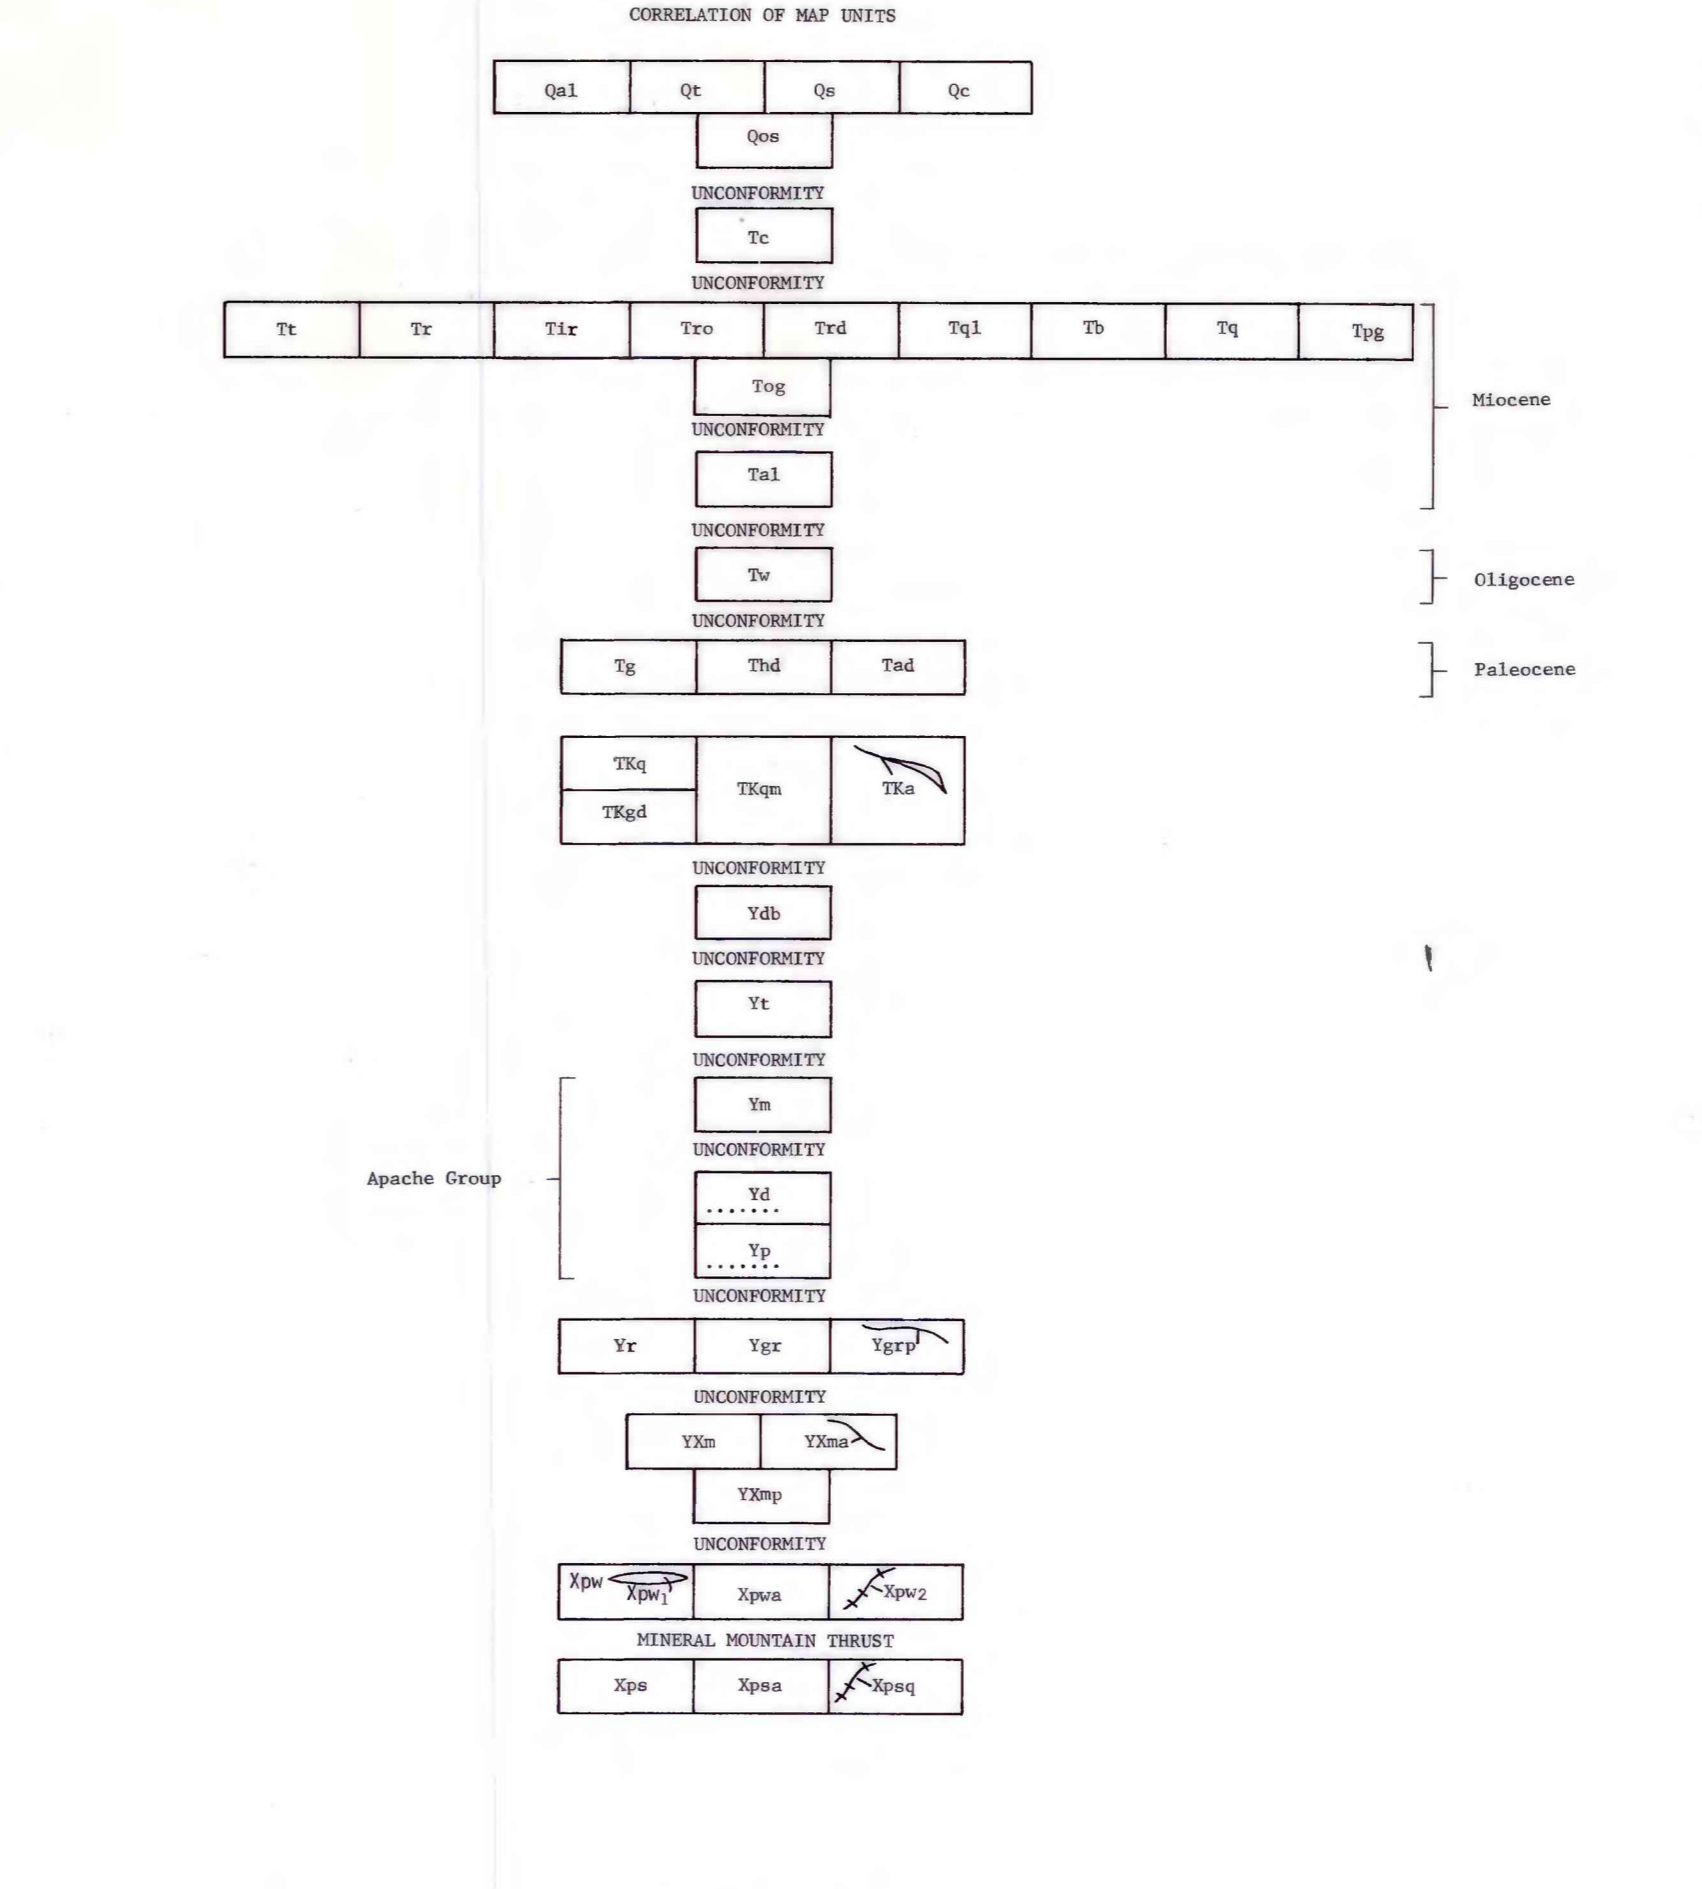 CORRELATION OF MAP UNITS
Qal Qt Qs Qc
Qos
UNCONFORMITY
Tc
UNCONFORMITY
Tt Tr Tir Tro Trd Tql Tb Tq Tpg
Tog
Miocene
UNCONFORMITY
Tal
UNCONFORMITY
Tw
Oligocene
UNCONFORMITY
Tg Thd Tad
Paleocene
TKq
TKqm TKa
TKgd
UNCONFORMITY
Ydb
UNCONFORMITY
Yt
UNCONFORMITY
Ym
UNCONFORMITY
Apache Group
Yd
Yp
UNCONFORMITY
Yr Ygr Ygrp
UNCONFORMITY
YXm YXma
YXmp
UNCONFORMITY
Xpw Xpw1 Xpwa Xpw2
MINERAL MOUNTAIN THRUST
Xps Xpsa Xpsq